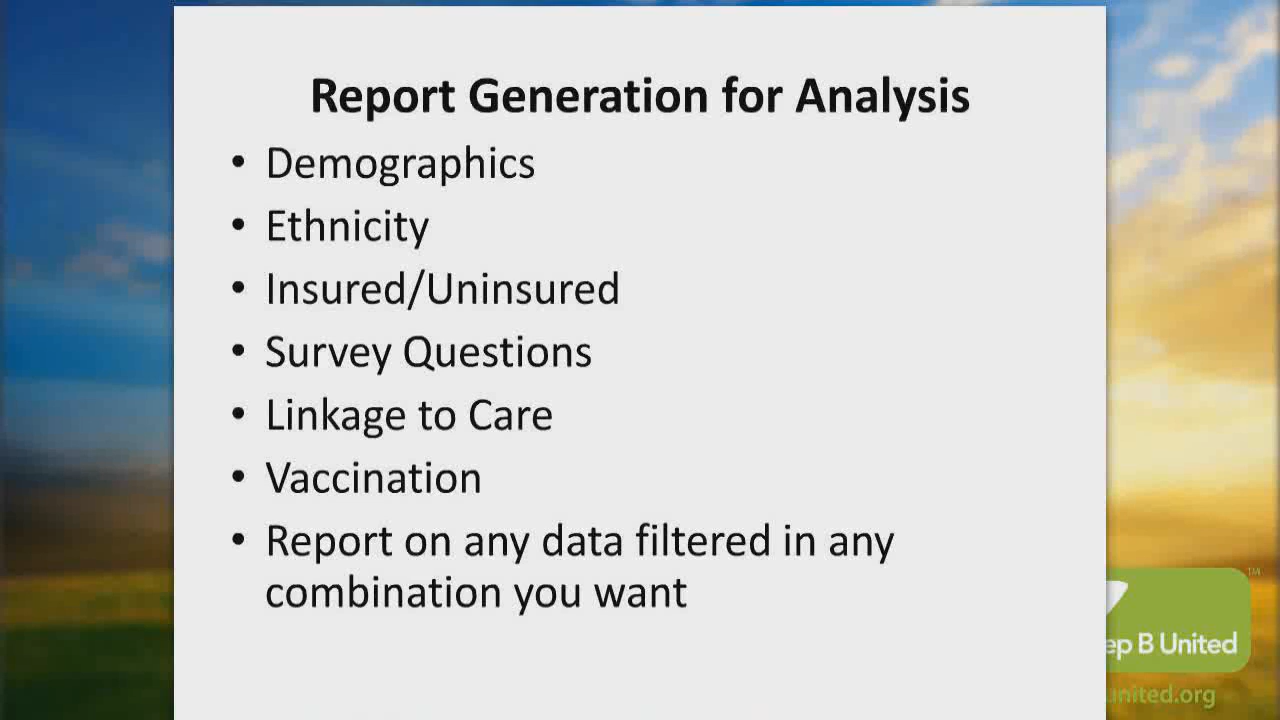 Report Generation for Analysis
• Demographics
• Ethnicity
• Insured/Uninsured
• Survey Questions
• Linkage to Care
• Vaccination
• Report on any data filtered in any
combination you want
TM
ep B United
united.org